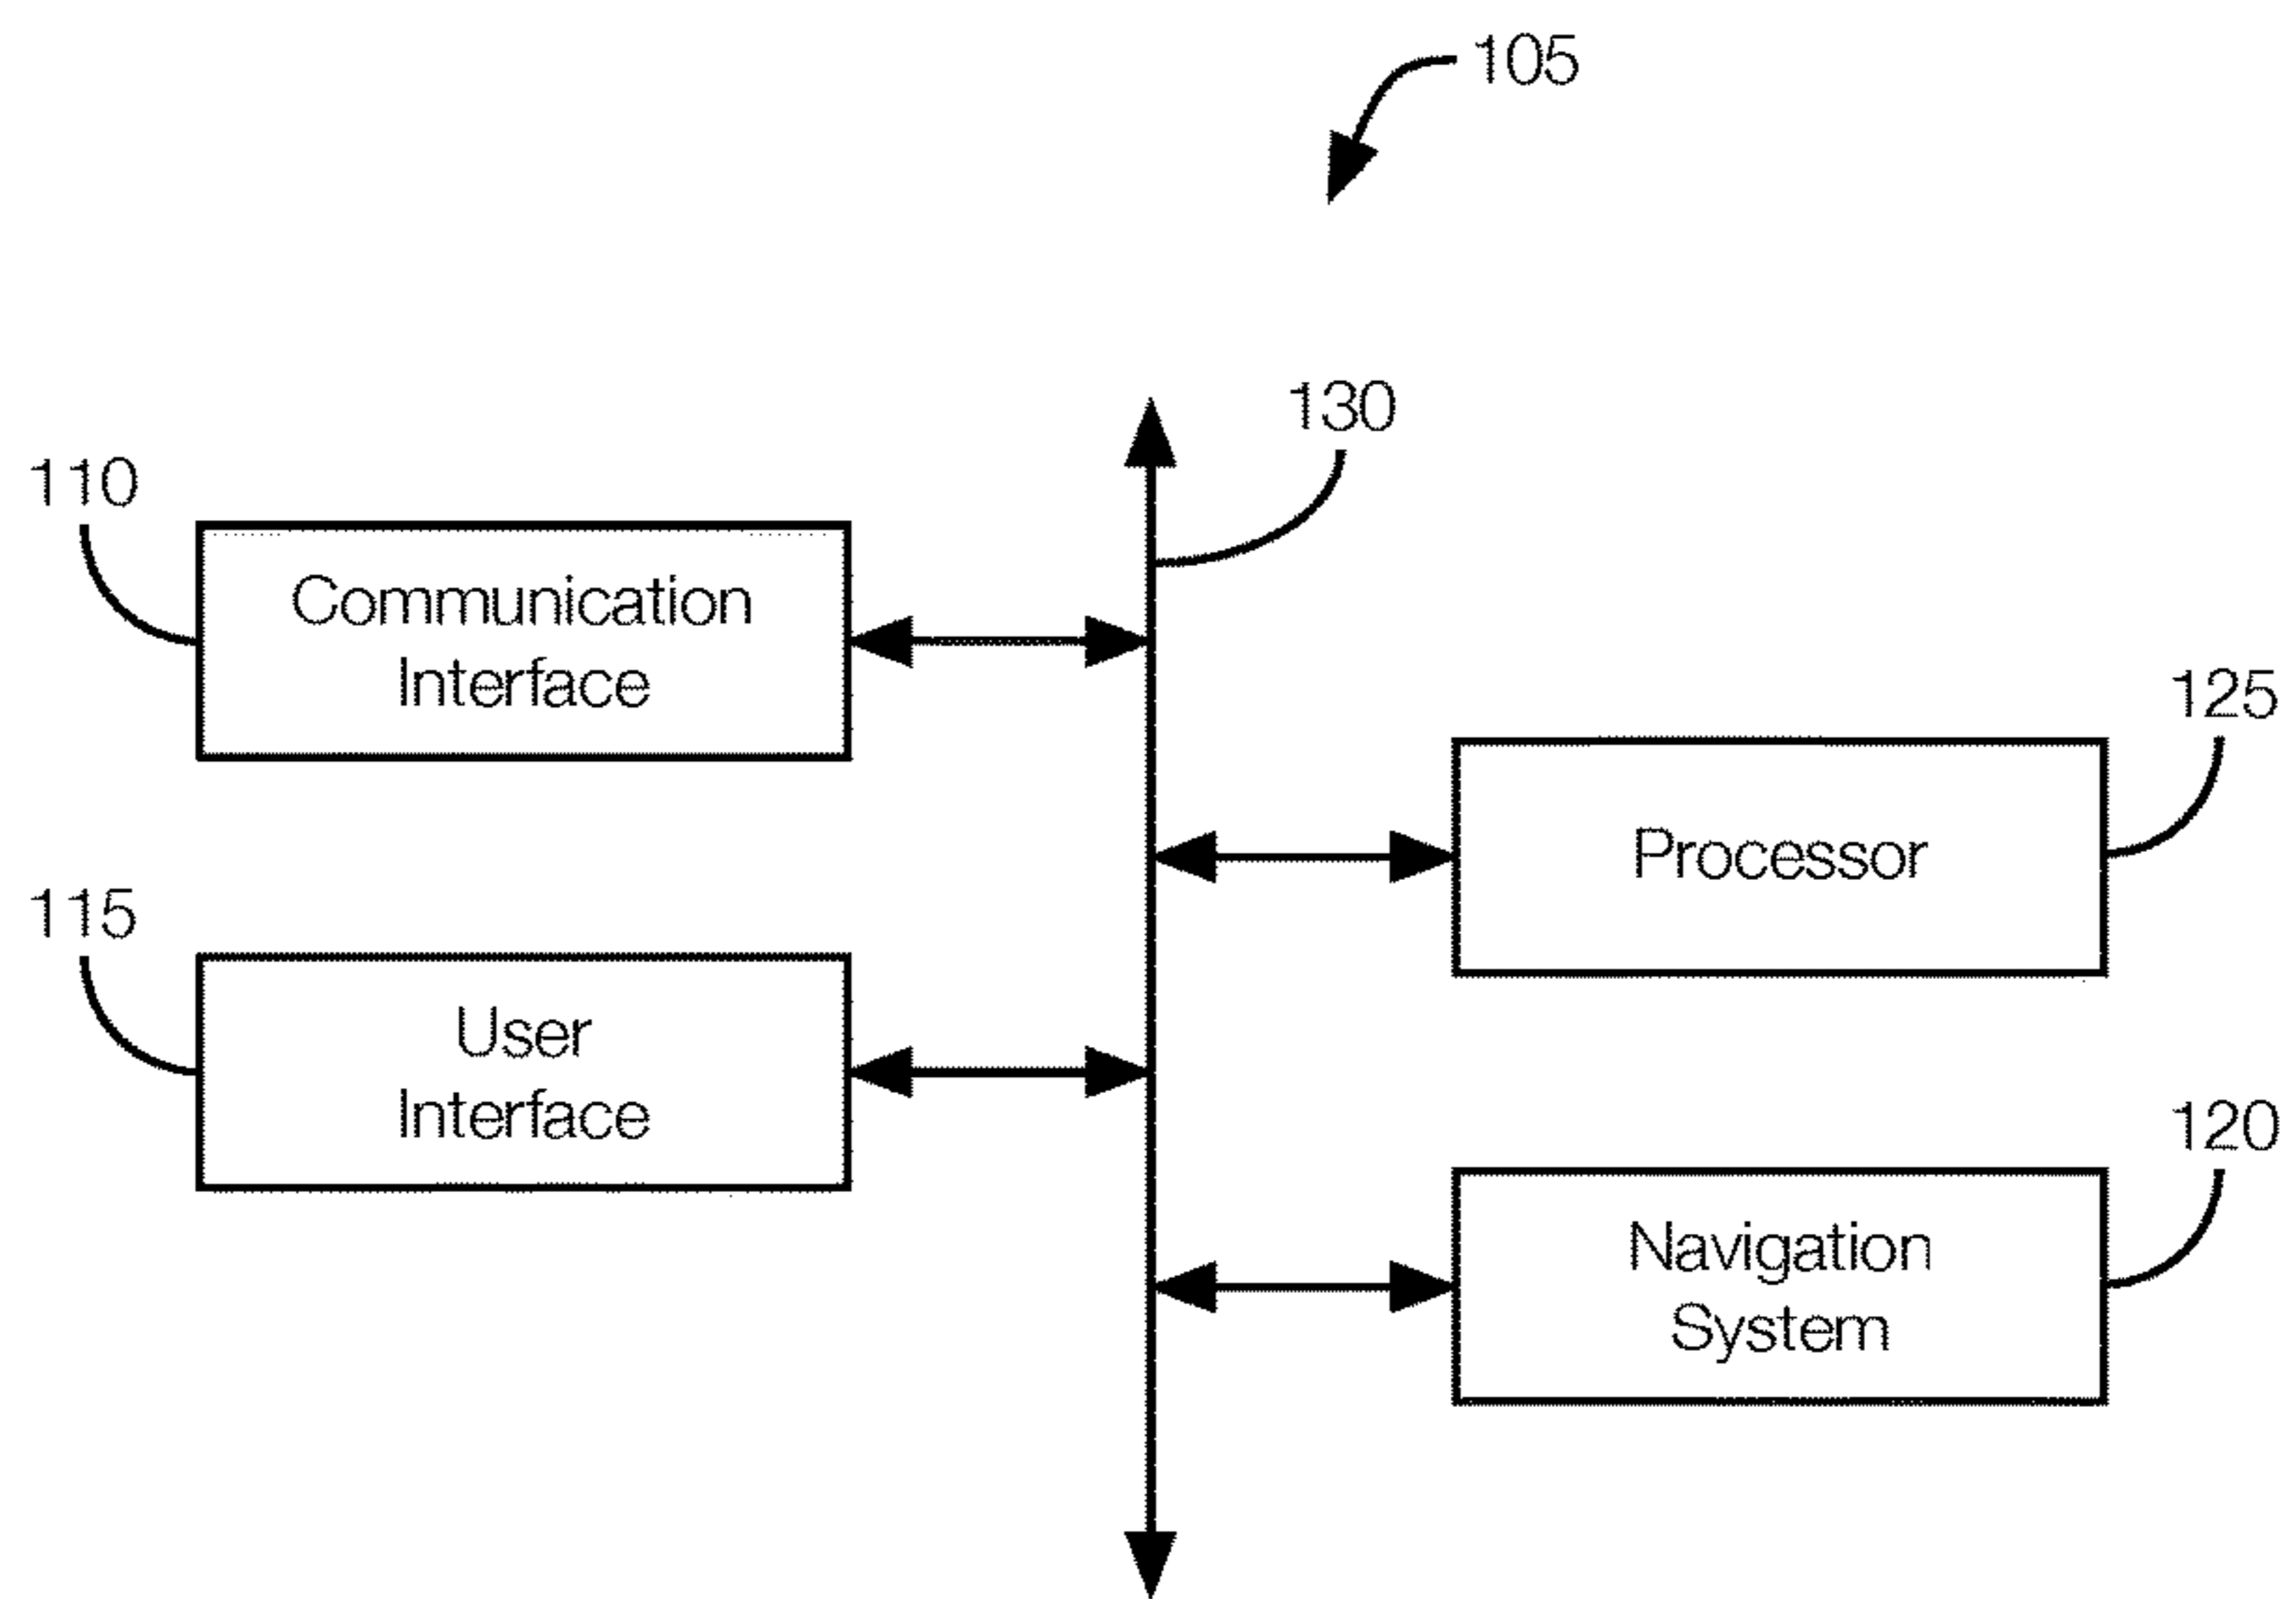 105
130
110
Communication
Interface
125
Processor
115
User
Interface
120
Navigation
System